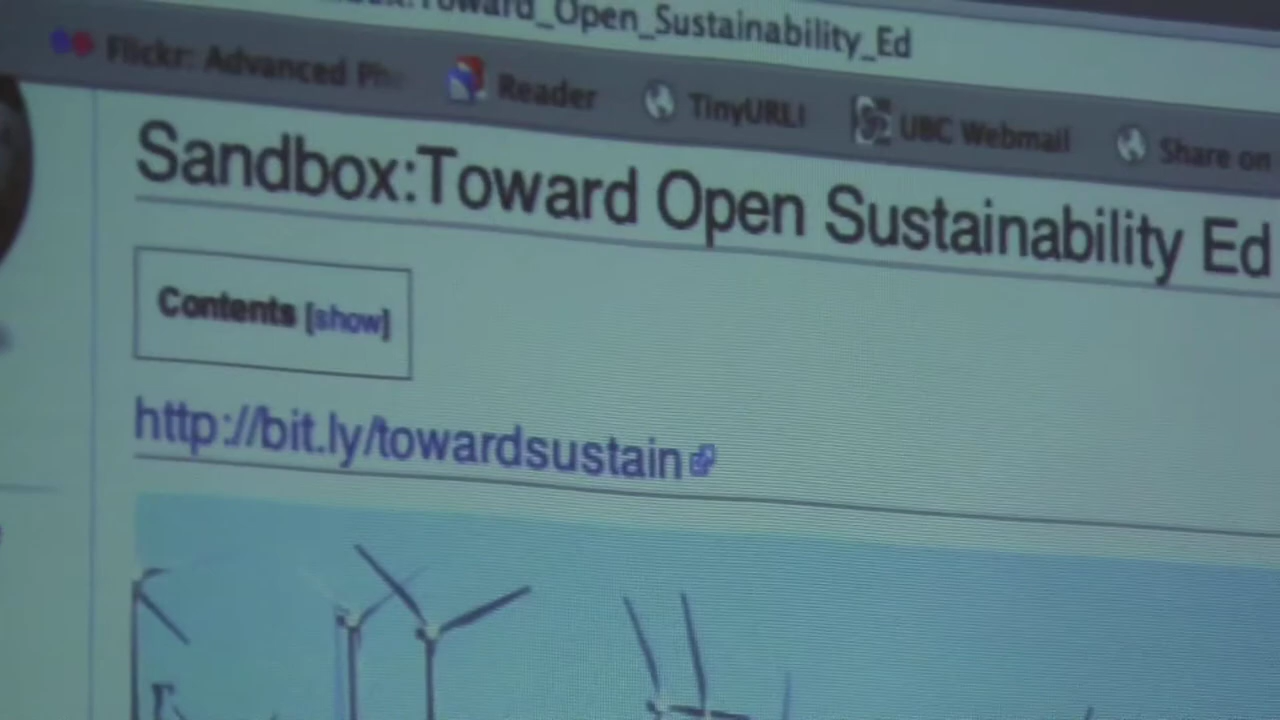 Toward_Open_Sustainability_Ed
Flickr: Advanced Reader TinyURL! UBC Webmail Share on
Sandbox:Toward Open Sustainability Ed
Contents [show]
http://bit.ly/towardsustain